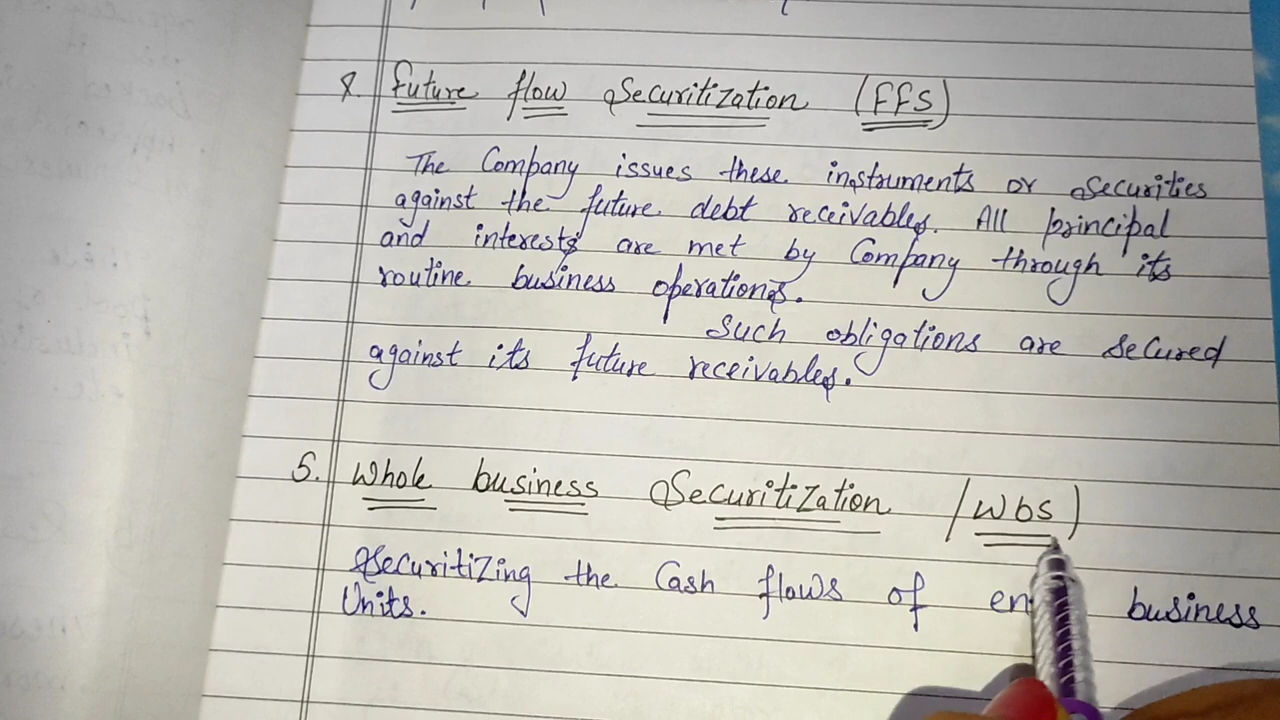 4. Future flow Securitization (FFS)
The Company issues these instruments or Securities
against the future debt receivables. All principal
and interests are met by Company through its
routine business operations.
Such obligations are secured
against its future receivables.
5. Whole business Securitization (WbS)
Securitizing the Cash flows of business
Units.